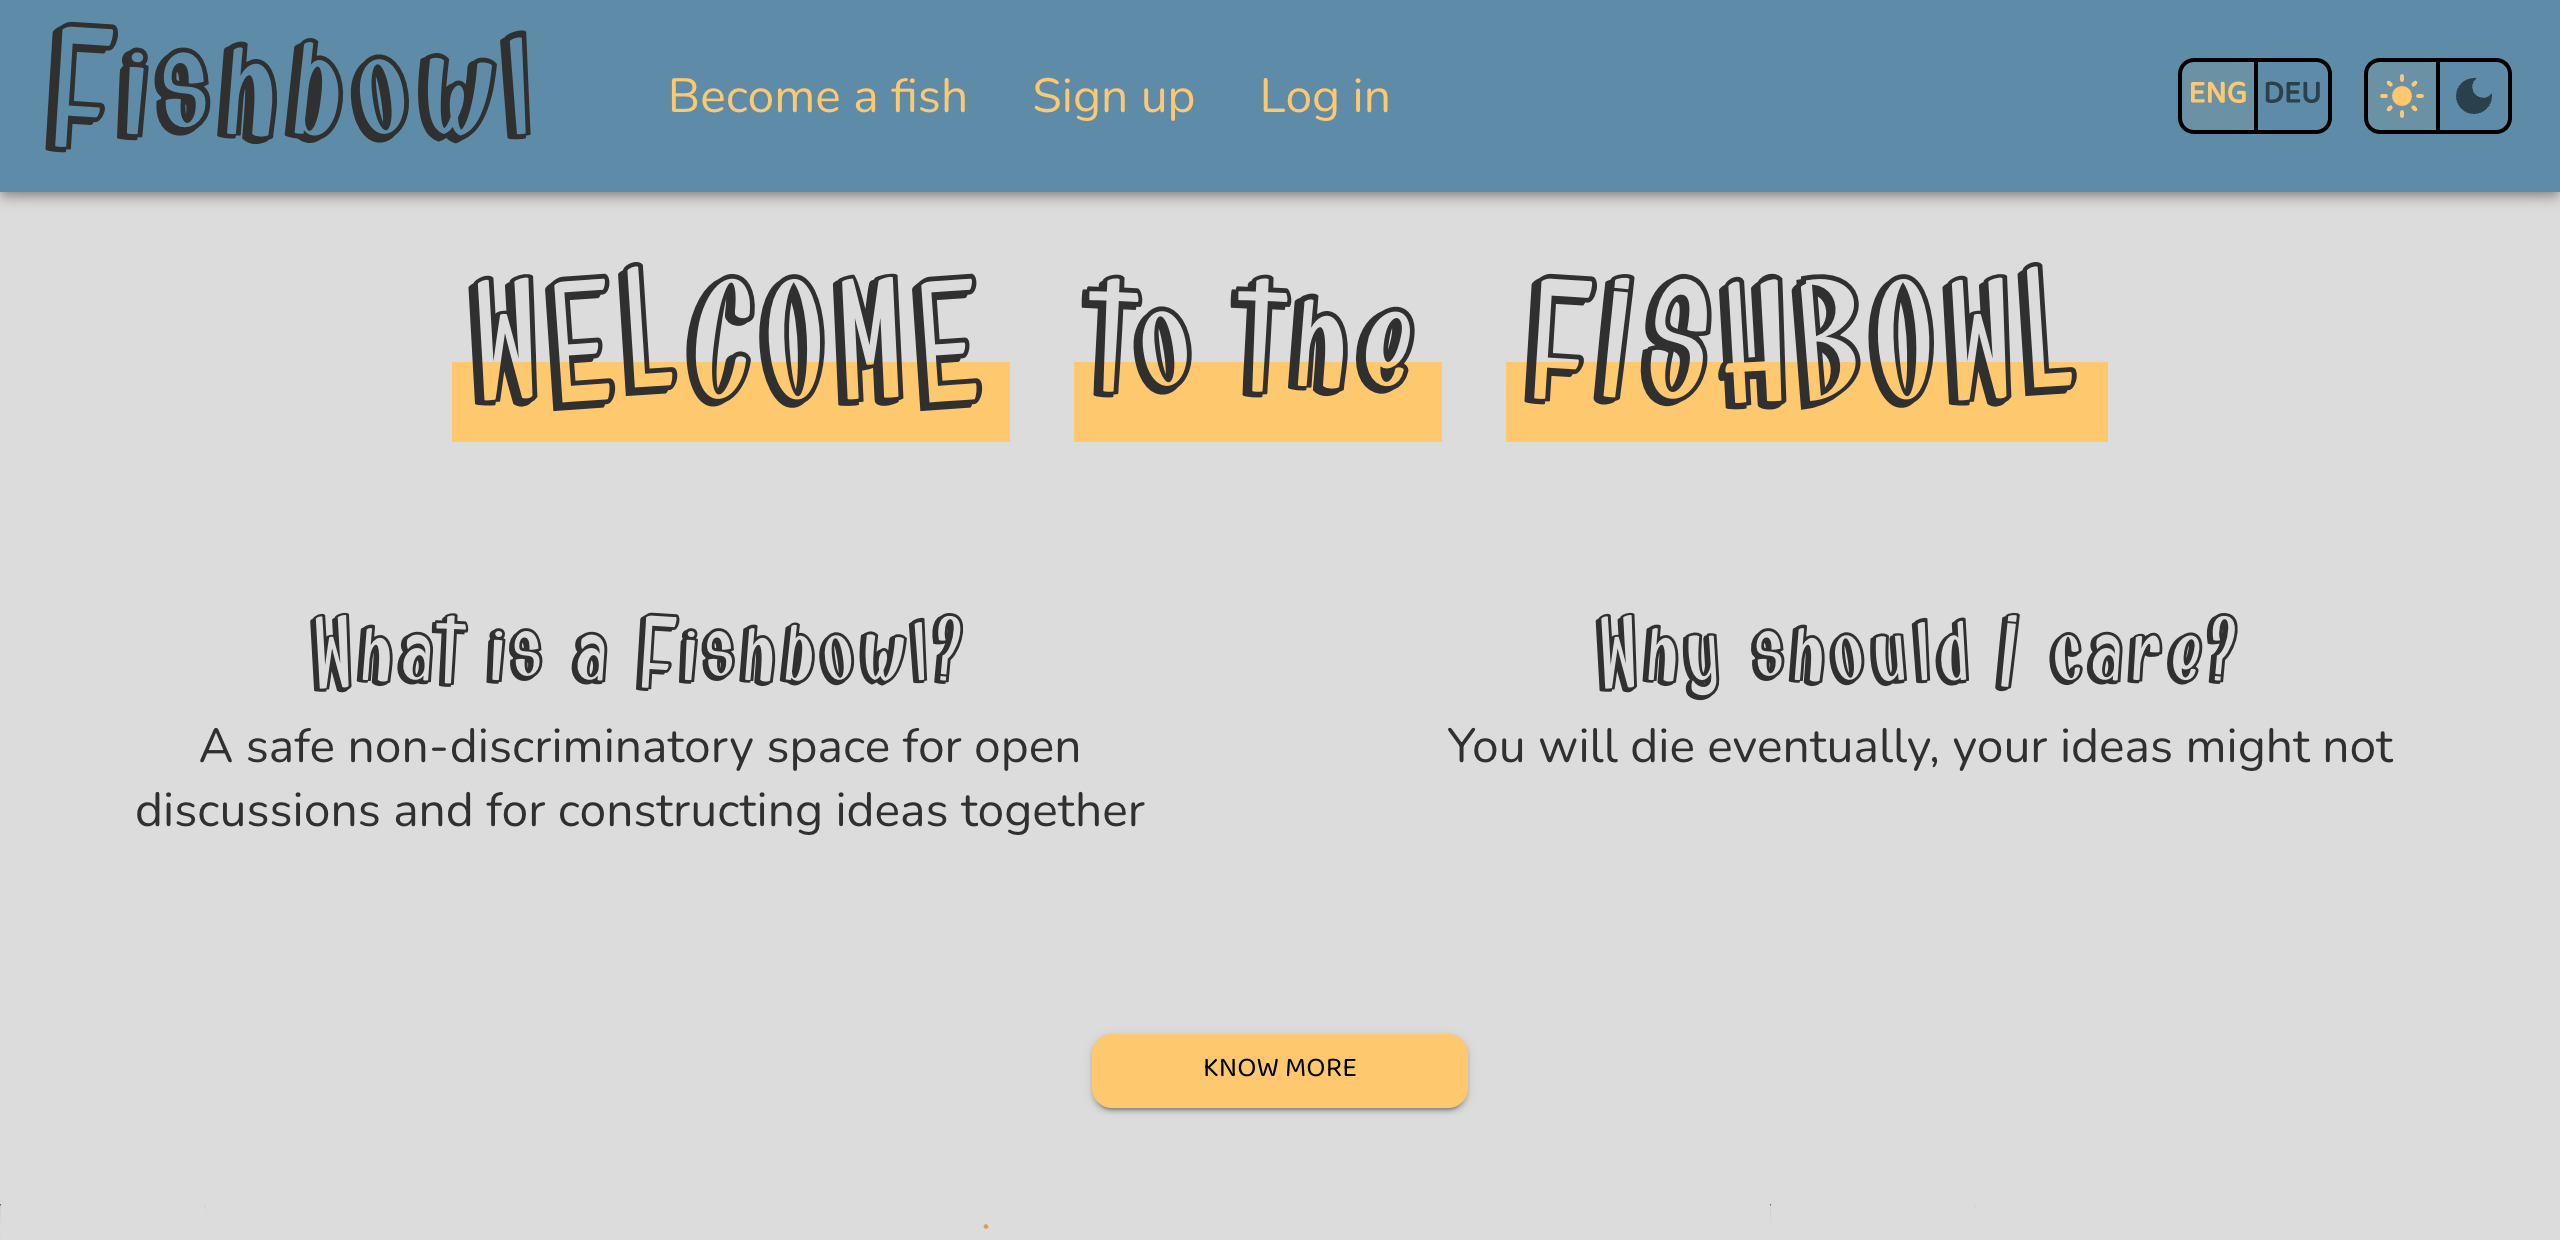 Fishbowl
Become a fish Sign up Log in ENG DEU
WELCOME to the FISHBOWL
What is a Fishbowl?
A safe non-discriminatory space for open
discussions and for constructing ideas together
Why should I care?
You will die eventually, your ideas might not
KNOW MORE